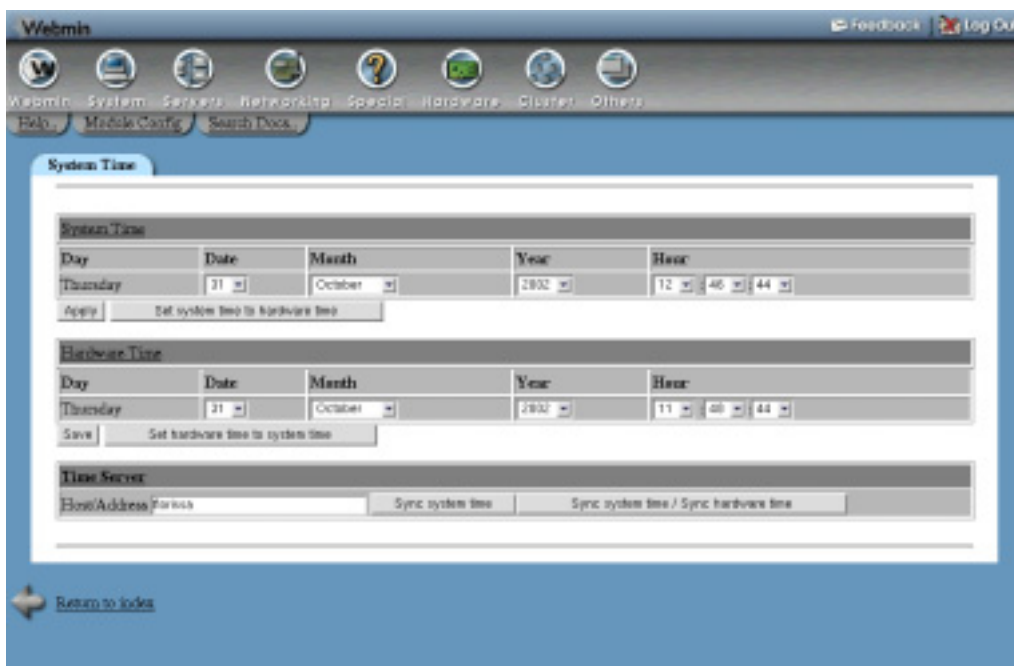 Webmin
Feedback | Log Ou
Webmin System Servers Networking Special Hardware Cluster Others
Help.. Module Config Search Docs..
System Time
System Time
Day Date Month Year Hour
Thursday 31 October 2002 12 : 46 : 44
Apply Set system time to hardware time
Hardware Time
Day Date Month Year Hour
Thursday 31 October 2002 11 : 48 : 44
Save Set hardware time to system time
Time Server
Host/Address Sync system time Sync system time / Sync hardware time
Return to index